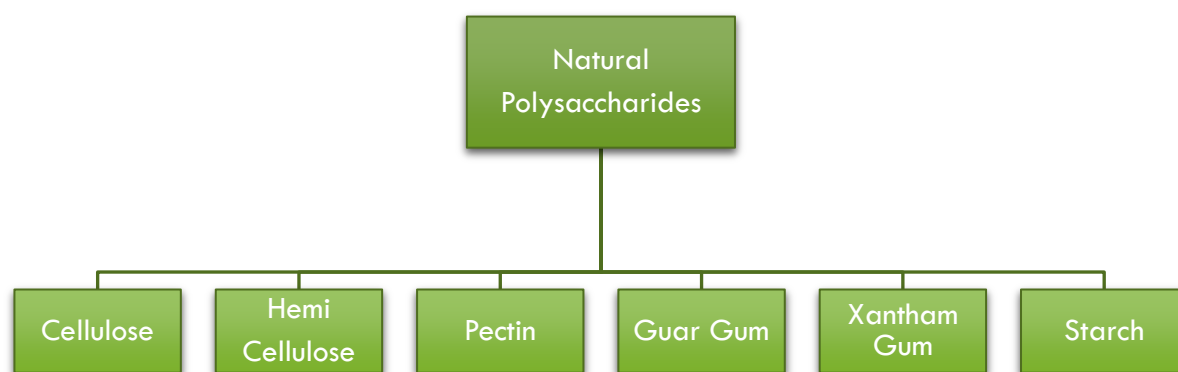 Natural
Polysaccharides
Cellulose
Hemi
Cellulose
Pectin
Guar Gum
Xantham
Gum
Starch